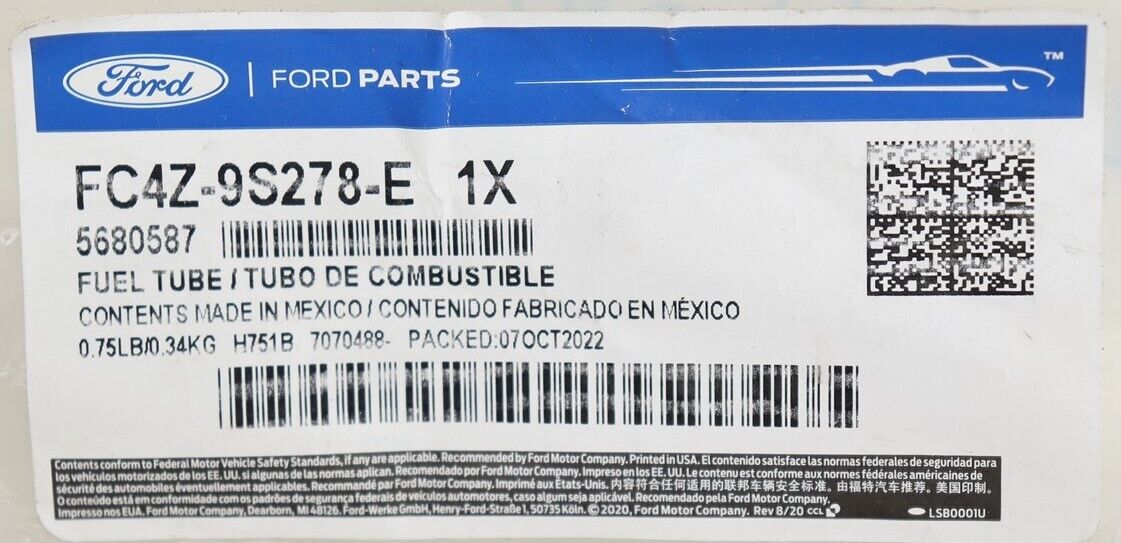 Ford | FORD PARTS TM
FC4Z-9S278-E 1X
5680587
FUEL TUBE / TUBO DE COMBUSTIBLE
CONTENTS MADE IN MEXICO / CONTENIDO FABRICADO EN MÉXICO
0.75LB/0.34KG H751B 7070488- PACKED:07OCT2022
Contents conform to Federal Motor Vehicle Safety Standards, if any are applicable. Recommended by Ford Motor Company. Printed in USA. El contenido satisface las normas federales de seguridad para
los vehículos motorizados de los EE. UU. si algunas de las normas aplican. Recomendado por Ford Motor Company. Impreso en los EE. UU. Le contenu est conforme aux normes fédérales américaines de
sécurité des automobiles éventuellement applicables. Recommandé par Ford Motor Company. Imprimé aux États-Unis. 内容符合任何适用的联邦车辆安全标准。由福特汽车推荐。美国印制。
O conteúdo está em conformidade com os padrões de segurança federais de veículos automotores, caso algum seja aplicável. Recomendado pela Ford Motor Company.
Impresso nos EUA. Ford Motor Company, Dearborn, MI 48126. Ford-Werke GmbH, Henry-Ford-Straße 1, 50735 Köln. © 2020, Ford Motor Company. Rev 8/20 CCL LSB0001U